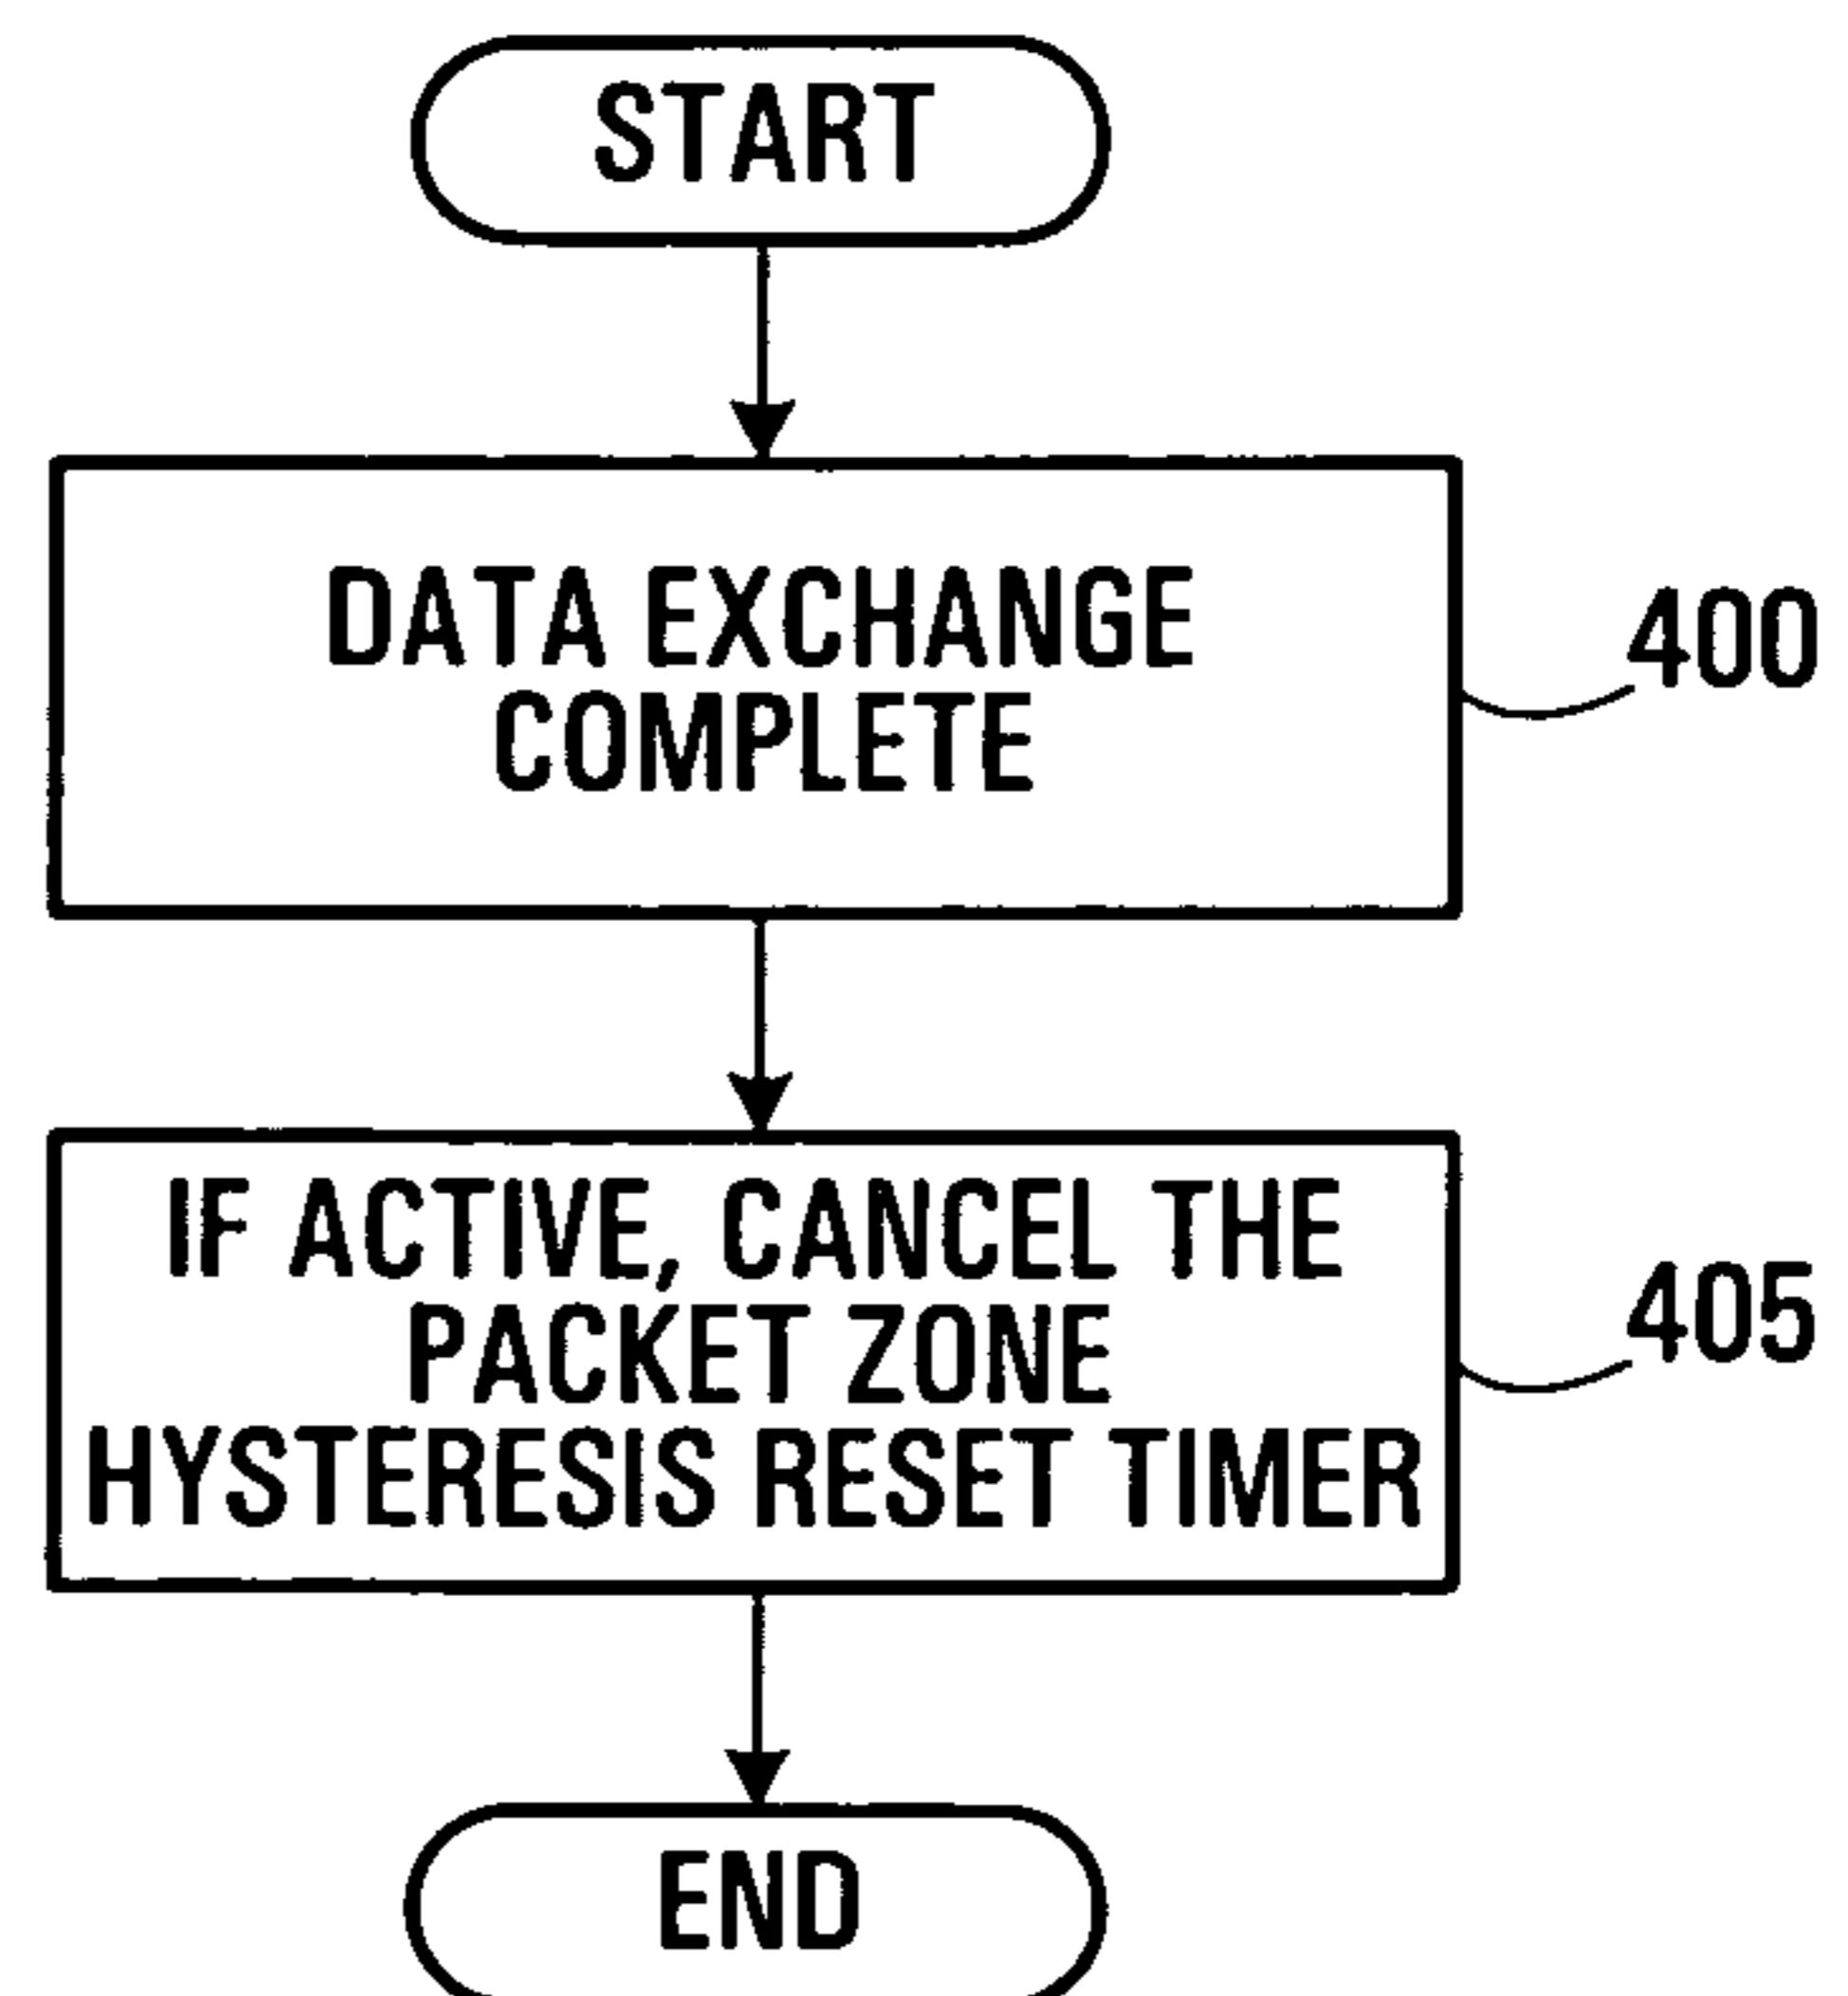 START
DATA EXCHANGE
COMPLETE
400
IF ACTIVE, CANCEL THE
PACKET ZONE
HYSTERESIS RESET TIMER
405
END